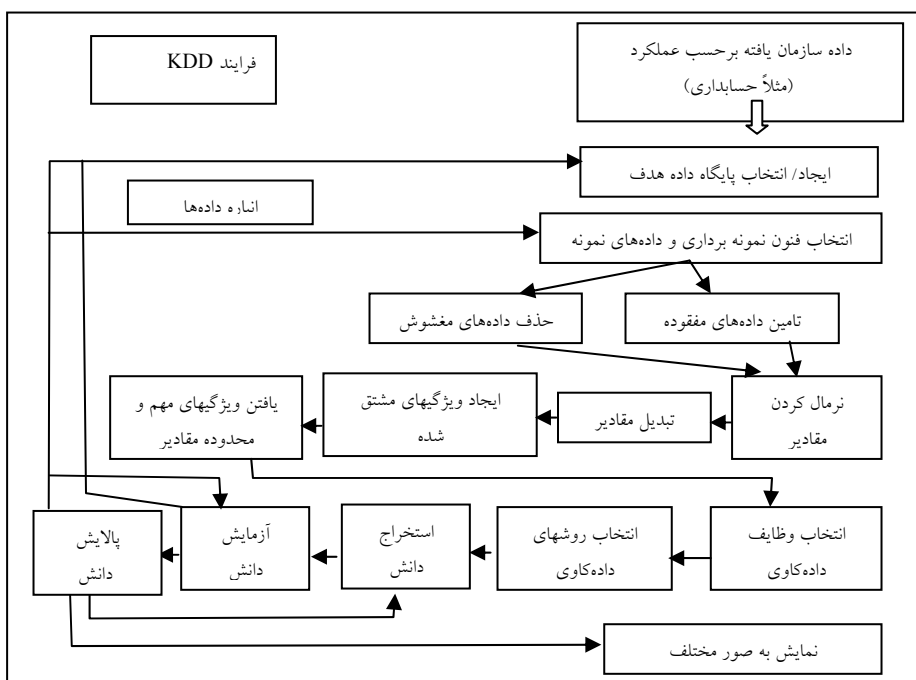 داده سازمان یافته برحسب عملکرد
(مثلاً حسابداری)
فرایند KDD
ایجاد/ انتخاب پایگاه داده هدف
انباره داده‌ها
انتخاب فنون نمونه برداری و داده‌های نمونه
تامین داده‌های مفقوده
حذف داده‌های مغشوش
نرمال کردن
مقادیر
تبدیل مقادیر
ایجاد ویژگیهای مشتق
شده
یافتن ویژگیهای مهم و
محدوده مقادیر
انتخاب وظایف
داده‌کاوی
انتخاب روشهای
داده‌کاوی
استخراج
دانش
آزمایش
دانش
پالایش
دانش
نمایش به صور مختلف